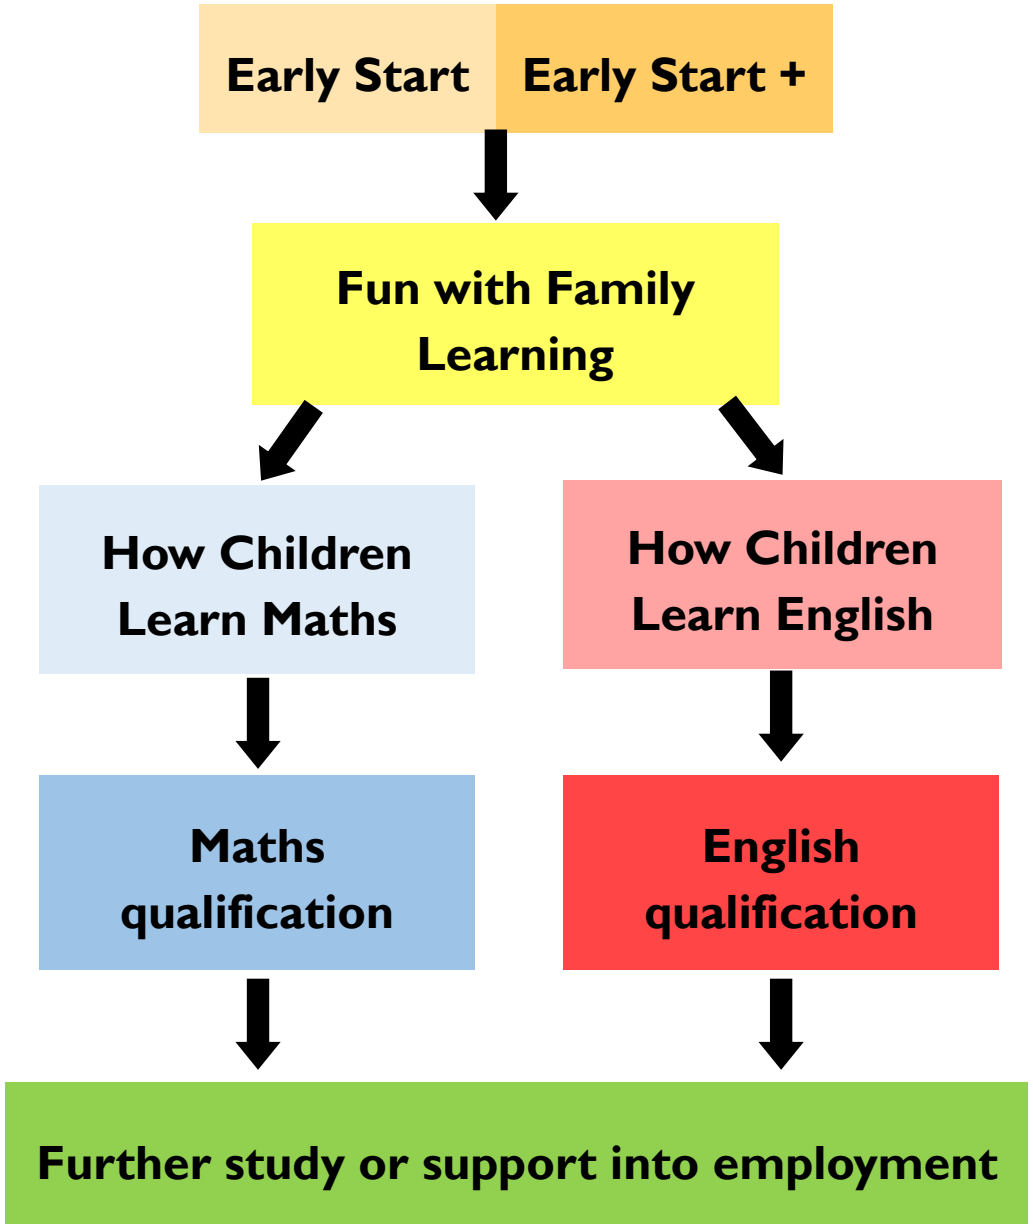 Early Start
Early Start +
Fun with Family
Learning
How Children
Learn Maths
How Children
Learn English
Maths
qualification
English
qualification
Further study or support into employment